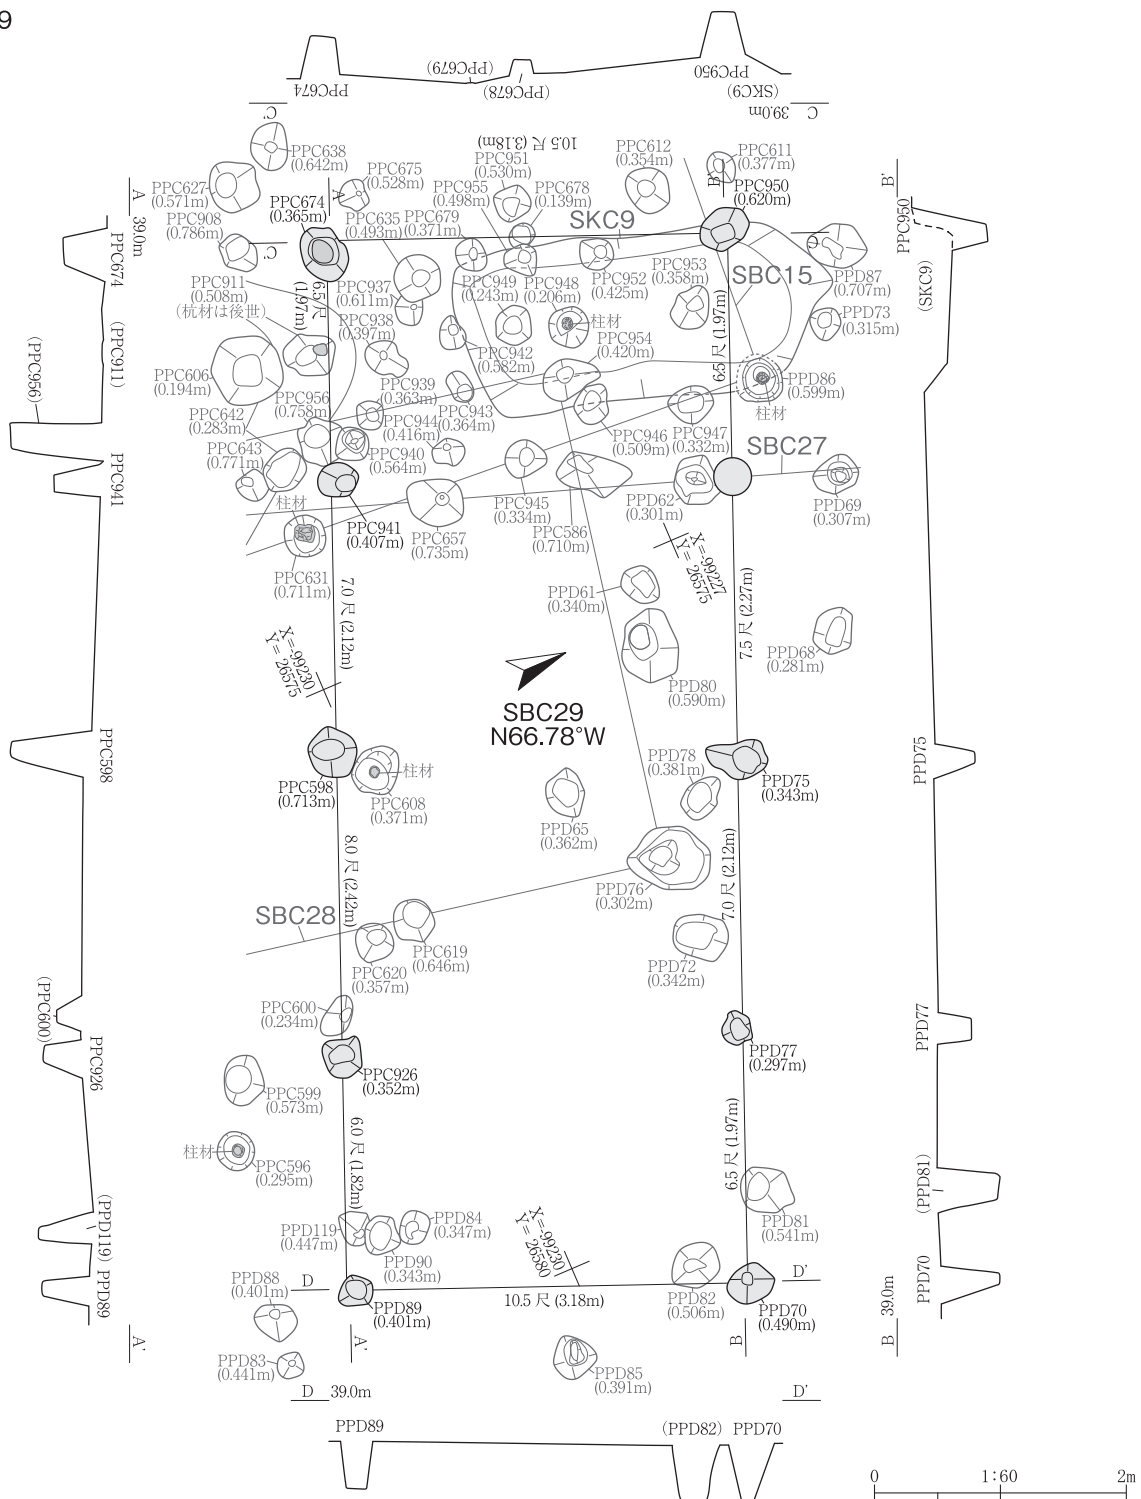 9
PPC674
(PPC679)
(PPC678)
PPC950
(SKC9)
C'
39.0m
C
10.5 尺 (3.18m)
PPC638
(0.642m)
PPC627
(0.571m)
PPC908
(0.786m)
PPC675
(0.528m)
PPC674
(0.365m)
PPC635
(0.493m)
PPC679
(0.371m)
PPC955
(0.498m)
PPC951
(0.530m)
PPC678
(0.139m)
PPC612
(0.354m)
PPC611
(0.377m)
PPC950
(0.620m)
SKC9
SBC15
A
39.0m
A
B'
B'
C'
C
PPC911
(0.508m)
(杭材は後世)
6.5 尺
(1.97m)
PPC937
(0.611m)
PPC938
(0.397m)
PPC949
(0.243m)
PPC948
(0.206m)
PPC952
(0.425m)
PPC953
(0.358m)
PPD87
(0.707m)
PPD73
(0.315m)
柱材
PPC954
(0.420m)
PPC942
(0.582m)
6.5 尺 (1.97m)
PPD86
(0.599m)
柱材
PPC606
(0.194m)
PPC642
(0.283m)
PPC643
(0.771m)
PPC956
(0.758m)
PPC939
(0.363m)
PPC944
(0.416m)
PPC940
(0.564m)
PPC943
(0.364m)
PPC946
(0.509m)
PPC947
(0.332m)
SBC27
柱材
PPC941
(0.407m)
PPC657
(0.735m)
PPC945
(0.334m)
PPC586
(0.710m)
PPD62
(0.301m)
PPD69
(0.307m)
PPC631
(0.711m)
X=-99227
Y= 26575
PPD61
(0.340m)
7.0 尺 (2.12m)
7.5 尺 (2.27m)
PPD68
(0.281m)
X=-99230
Y= 26575
PPD80
(0.590m)
SBC29
N66.78°W
PPC598
(0.713m)
柱材
PPC608
(0.371m)
PPD78
(0.381m)
PPD75
(0.343m)
PPD65
(0.362m)
8.0 尺 (2.42m)
7.0 尺 (2.12m)
PPD76
(0.302m)
SBC28
PPC619
(0.646m)
PPC620
(0.357m)
PPD72
(0.342m)
PPC600
(0.234m)
PPC926
(0.352m)
PPD77
(0.297m)
PPC599
(0.573m)
柱材
PPC596
(0.295m)
6.0 尺 (1.82m)
6.5 尺 (1.97m)
PPD119
(0.447m)
PPD84
(0.347m)
PPD90
(0.343m)
PPD81
(0.541m)
X=-99230
Y= 26580
PPD88
(0.401m)
D
D'
PPD89
(0.401m)
10.5 尺 (3.18m)
PPD82
(0.506m)
PPD70
(0.490m)
PPD83
(0.441m)
PPD85
(0.391m)
A'
A'
B
B
39.0m
D
39.0m
D'
PPD89
(PPD82)
PPD70
PPC674
(PPC911)
(PPC956)
PPC941
PPC598
(PPC600)
PPC926
(PPD119)
PPD89
PPC950
(SKC9)
PPD75
PPD77
(PPD81)
PPD70
0
1:60
2m